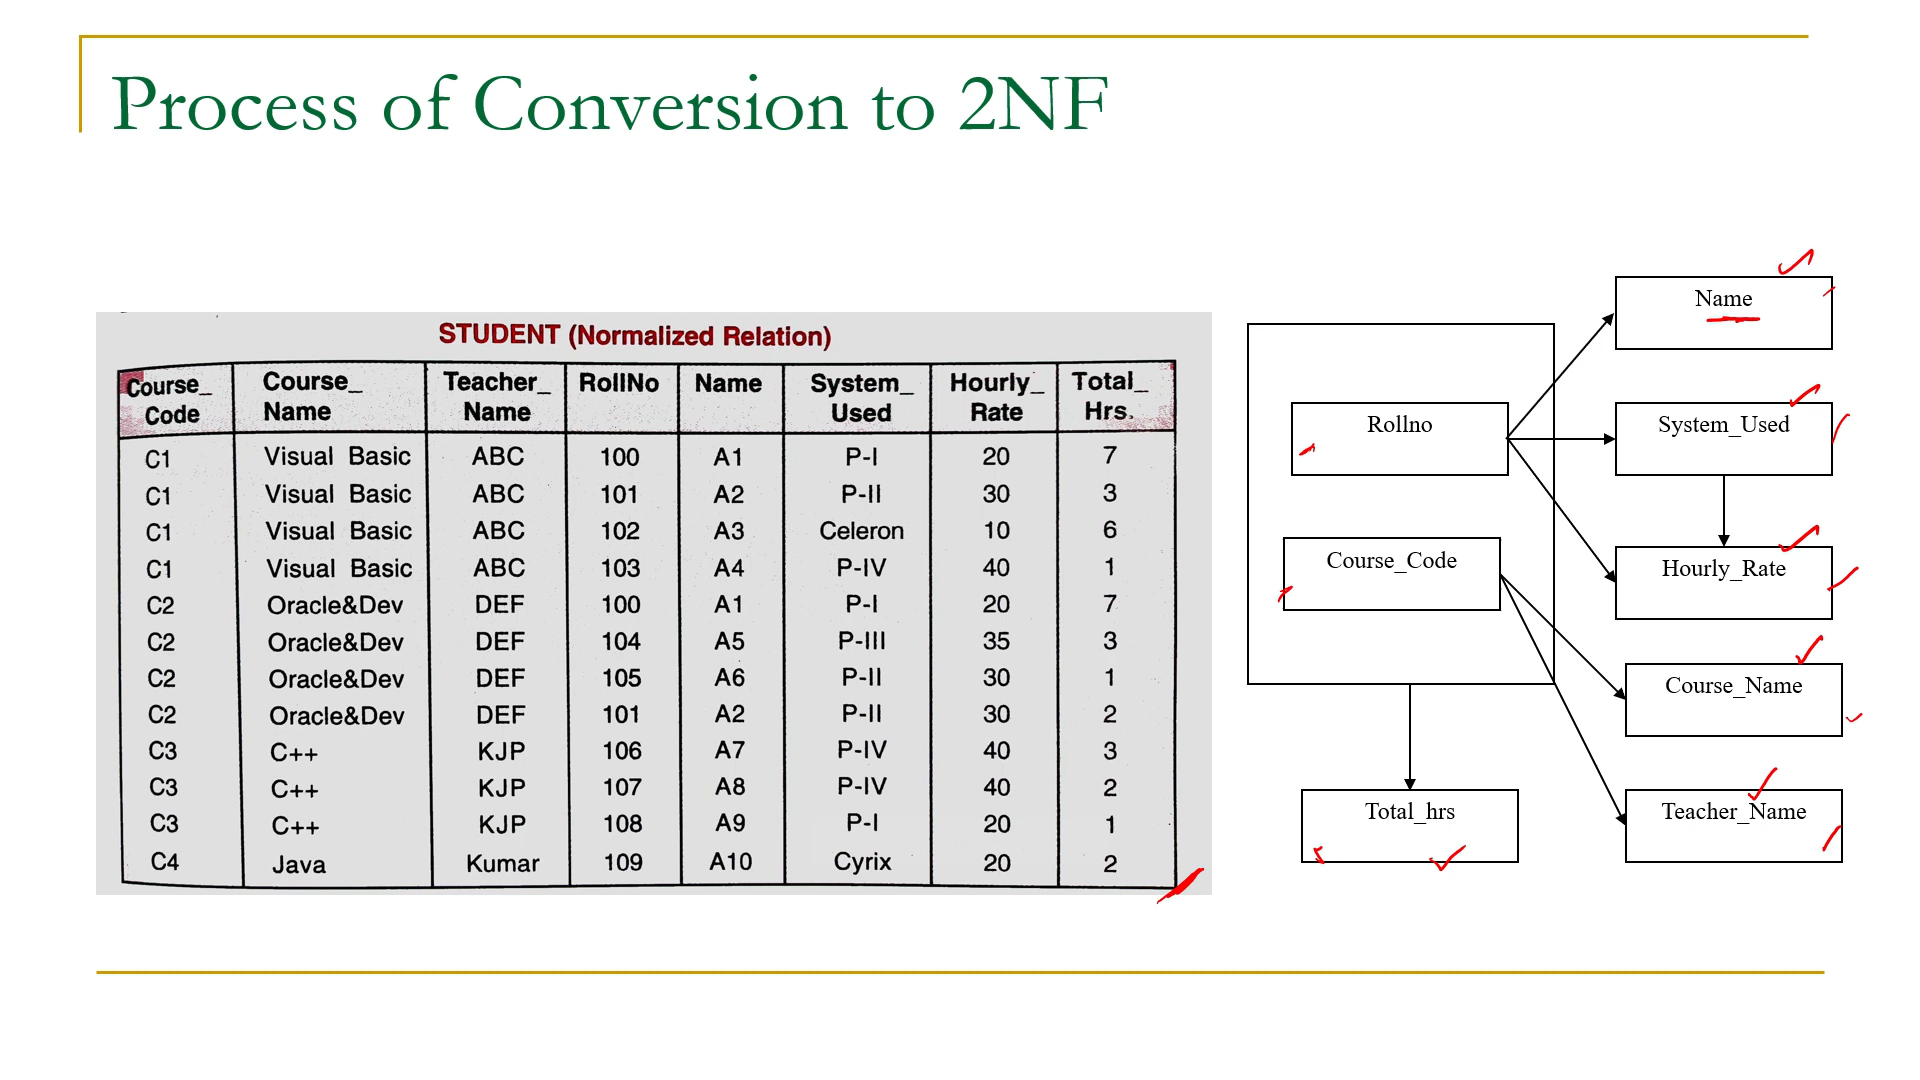 Process of Conversion to 2NF
STUDENT (Normalized Relation)
Course_ Code Course_ Name Teacher_ Name RollNo Name System_ Used Hourly_ Rate Total_ Hrs.
C1 Visual Basic ABC 100 A1 P-I 20 7
C1 Visual Basic ABC 101 A2 P-II 30 3
C1 Visual Basic ABC 102 A3 Celeron 10 6
C1 Visual Basic ABC 103 A4 P-IV 40 1
C2 Oracle&Dev DEF 100 A1 P-I 20 7
C2 Oracle&Dev DEF 104 A5 P-III 35 3
C2 Oracle&Dev DEF 105 A6 P-II 30 1
C2 Oracle&Dev DEF 101 A2 P-II 30 2
C3 C++ KJP 106 A7 P-IV 40 3
C3 C++ KJP 107 A8 P-IV 40 2
C3 C++ KJP 108 A9 P-I 20 1
C4 Java Kumar 109 A10 Cyrix 20 2
Name
Rollno
System_Used
Course_Code
Hourly_Rate
Course_Name
Total_hrs
Teacher_Name